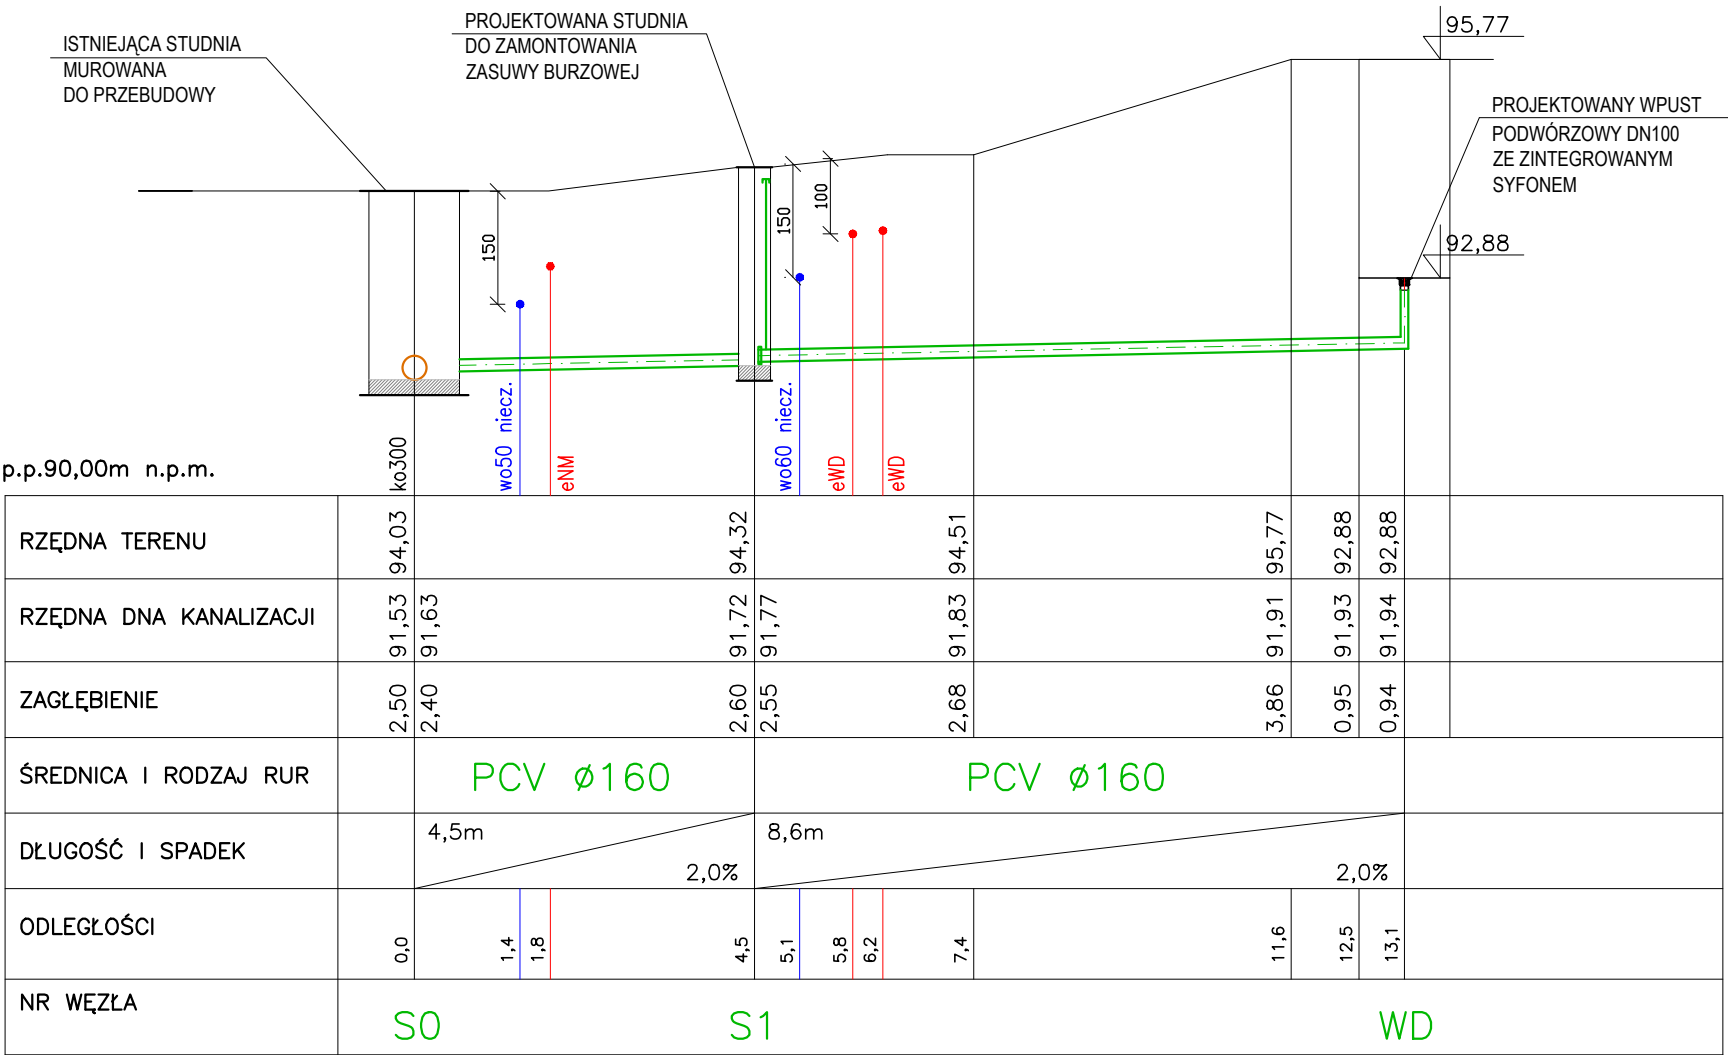 ISTNIEJĄCA STUDNIA
MUROWANA
DO PRZEBUDOWY
PROJEKTOWANA STUDNIA
DO ZAMONTOWANIA
ZASUWY BURZOWEJ
95,77
PROJEKTOWANY WPUST
PODWÓRZOWY DN100
ZE ZINTEGROWANYM
SYFONEM
92,88
150
150
100
p.p.90,00m n.p.m.
ko300
wo50 niecz.
eNM
wo60 niecz.
eWD
eWD
RZĘDNA TERENU
94,03
94,32
94,51
95,77
92,88
92,88
RZĘDNA DNA KANALIZACJI
91,53
91,63
91,72
91,77
91,83
91,91
91,93
91,94
ZAGŁĘBIENIE
2,50
2,40
2,60
2,55
2,68
3,86
0,95
0,94
ŚREDNICA I RODZAJ RUR
PCV ø160
PCV ø160
DŁUGOŚĆ I SPADEK
4,5m
2,0%
8,6m
2,0%
ODLEGŁOŚCI
0,0
1,4
1,8
4,5
5,1
5,8
6,2
7,4
11,6
12,5
13,1
NR WĘZŁA
S0
S1
WD